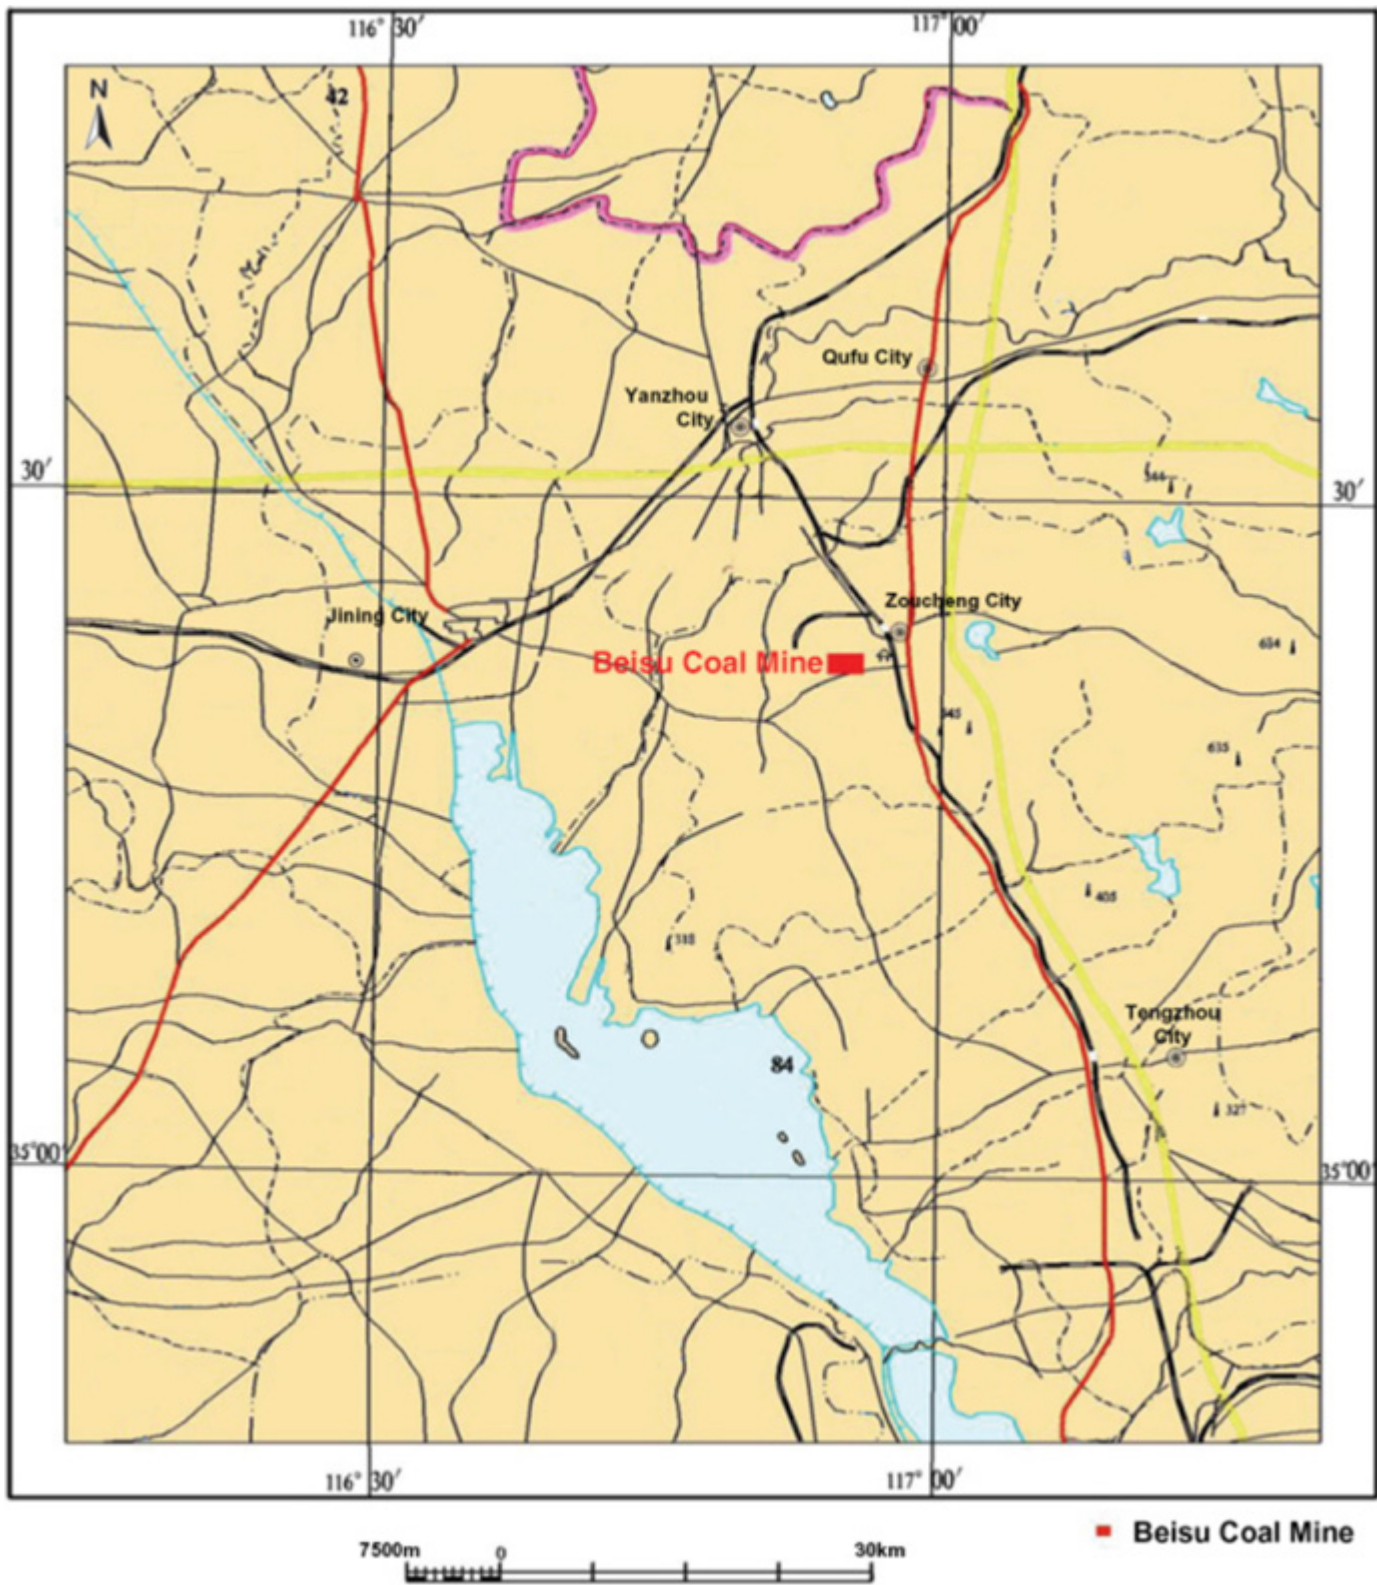 116° 30′
117° 00′
N
42
Qufu City
Yanzhou
City
30′
30′
544
Jining City
Zoucheng City
654
Beisu Coal Mine
545
635
405
318
Tengzhou
City
84
327
35°00′
35°00′
116° 30′
117° 00′
Beisu Coal Mine
7500m
0
30km